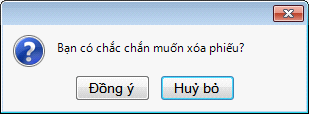 Bạn có chắc chắn muốn xóa phiếu?
Đồng ý
Huỷ bỏ